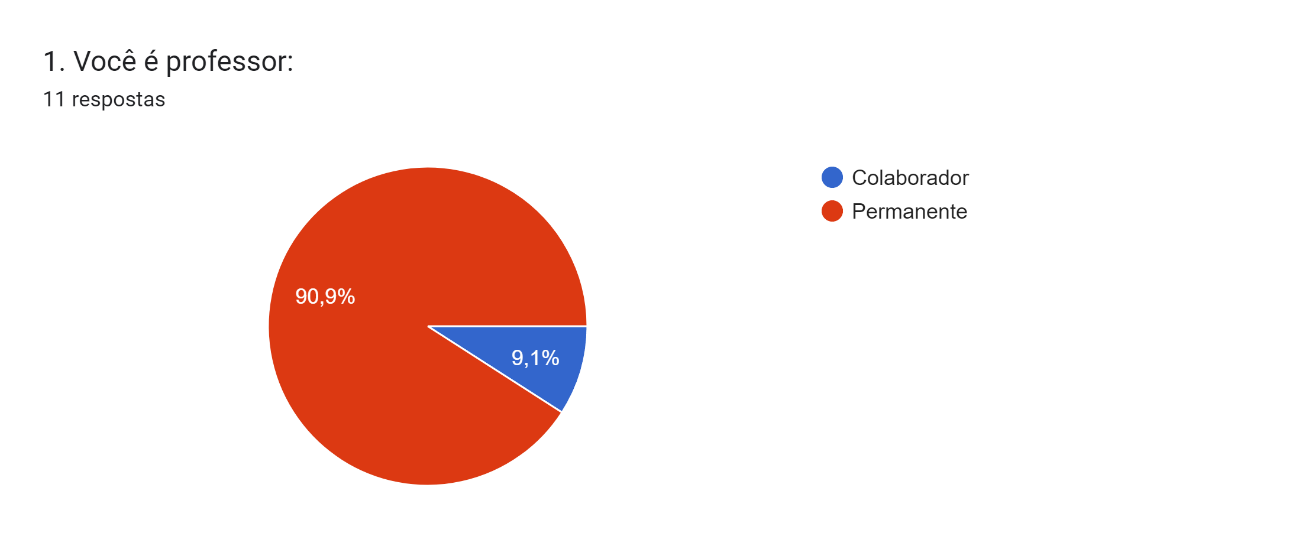 1. Você é professor:
11 respostas
Colaborador
Permanente
90,9%
9,1%